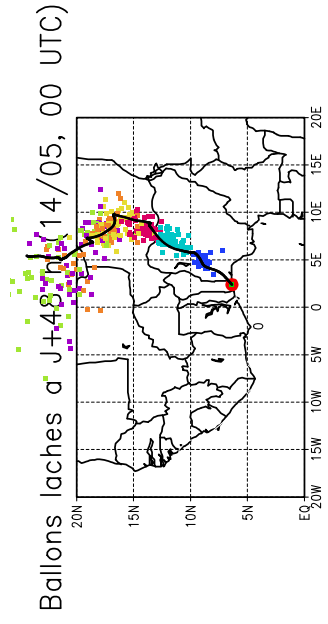 Ballons laches a J+48 h (14/05, 00 UTC)
20N
15N
10N
5N
0
EQ
20W 15W 10W 5W 0 5E 10E 15E 20E